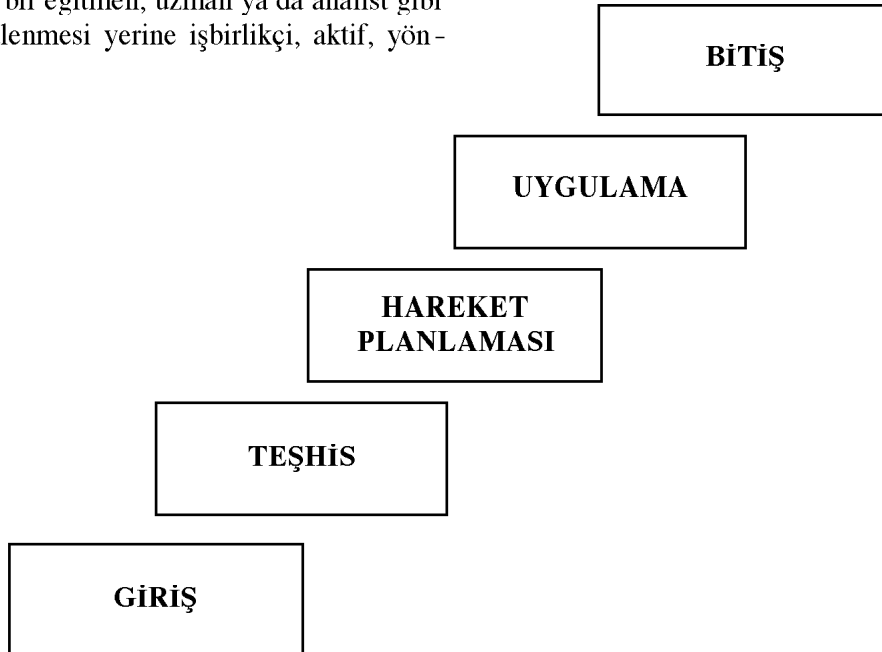 bir eğitmen, uzman ya da analist gibi
lenmesi yerine işbirlikçi, aktif, yön-
BİTİŞ
UYGULAMA
HAREKET
PLANLAMASI
TEŞHİS
GİRİŞ